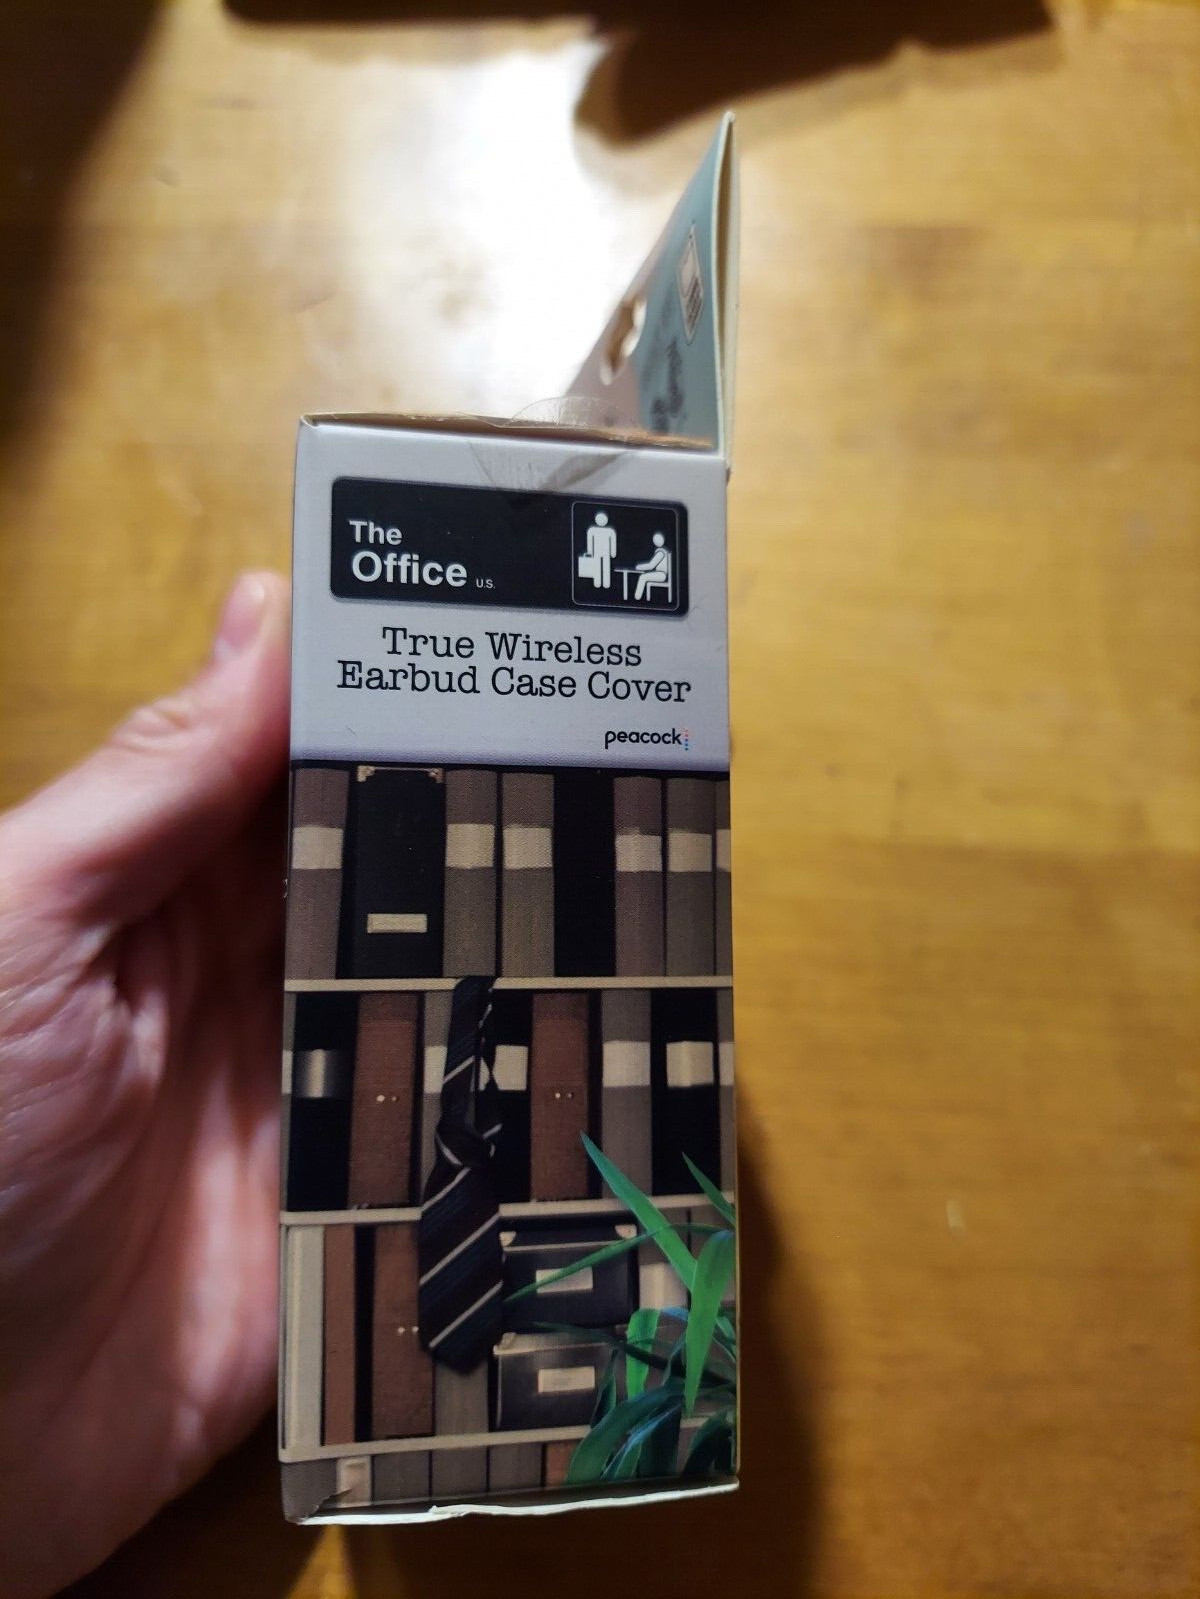 The
Office U.S.
True Wireless
Earbud Case Cover
peacock